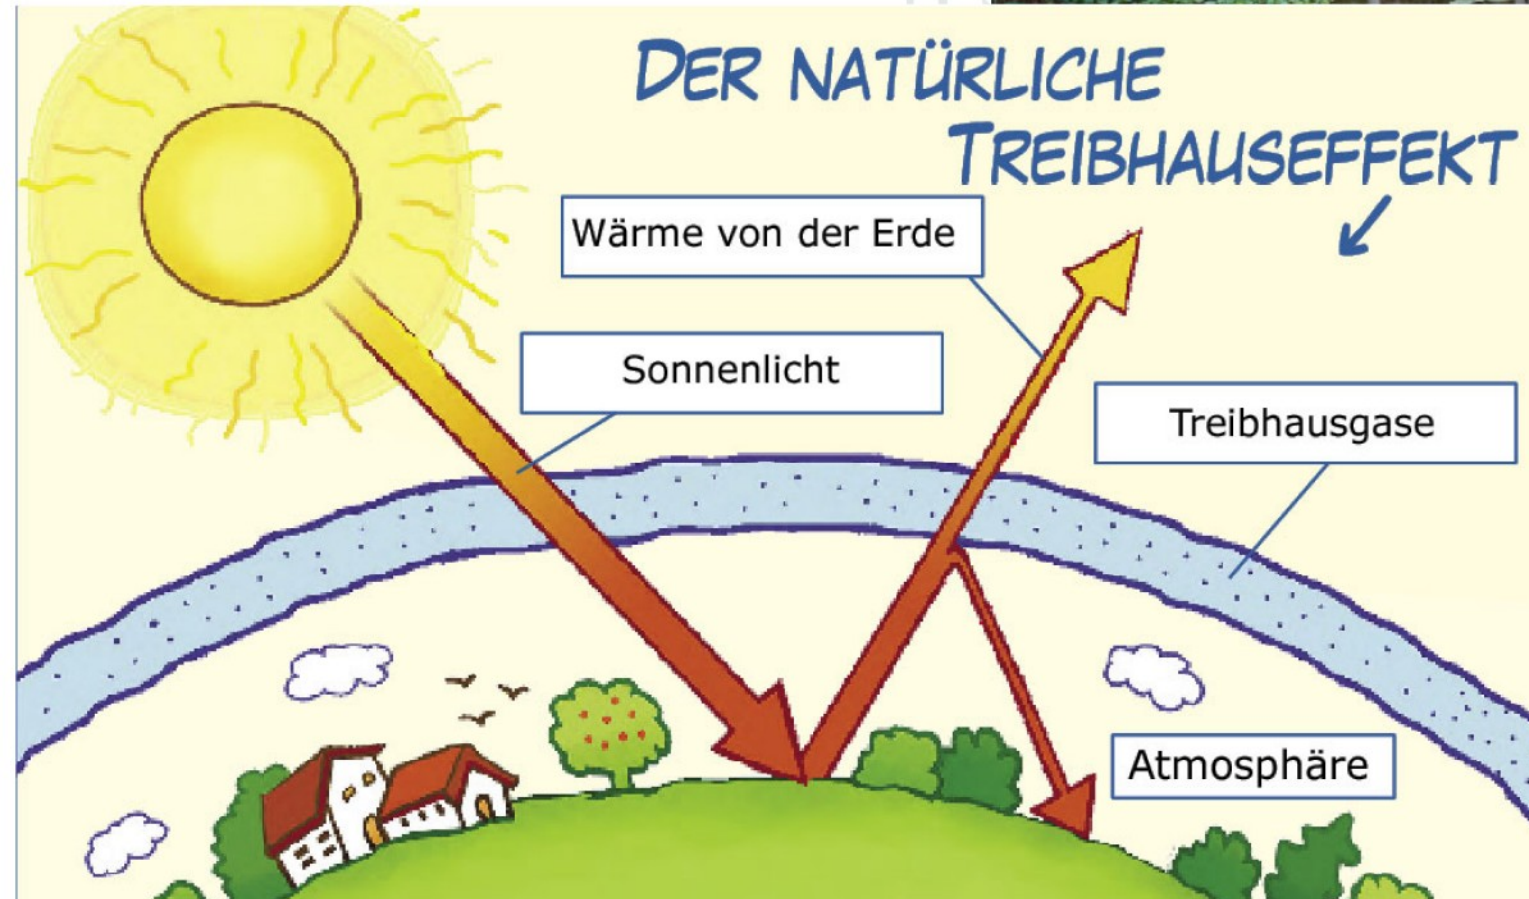 DER NATÜRLICHE
TREIBHAUSEFFEKT
Wärme von der Erde
Sonnenlicht
Treibhausgase
Atmosphäre